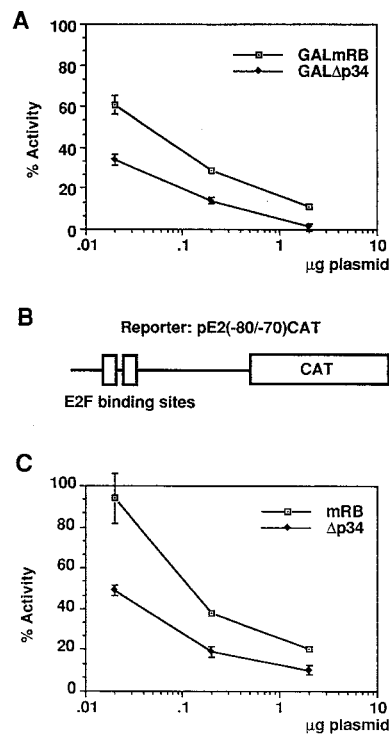 A
100
80
60
40
20
0
% Activity
GALmRB
GALΔp34
.01
.1
1
10
µg plasmid
B
Reporter: pE2(-80/-70)CAT
CAT
E2F binding sites
C
100
80
60
40
20
0
% Activity
mRB
Δp34
.01
.1
1
10
µg plasmid